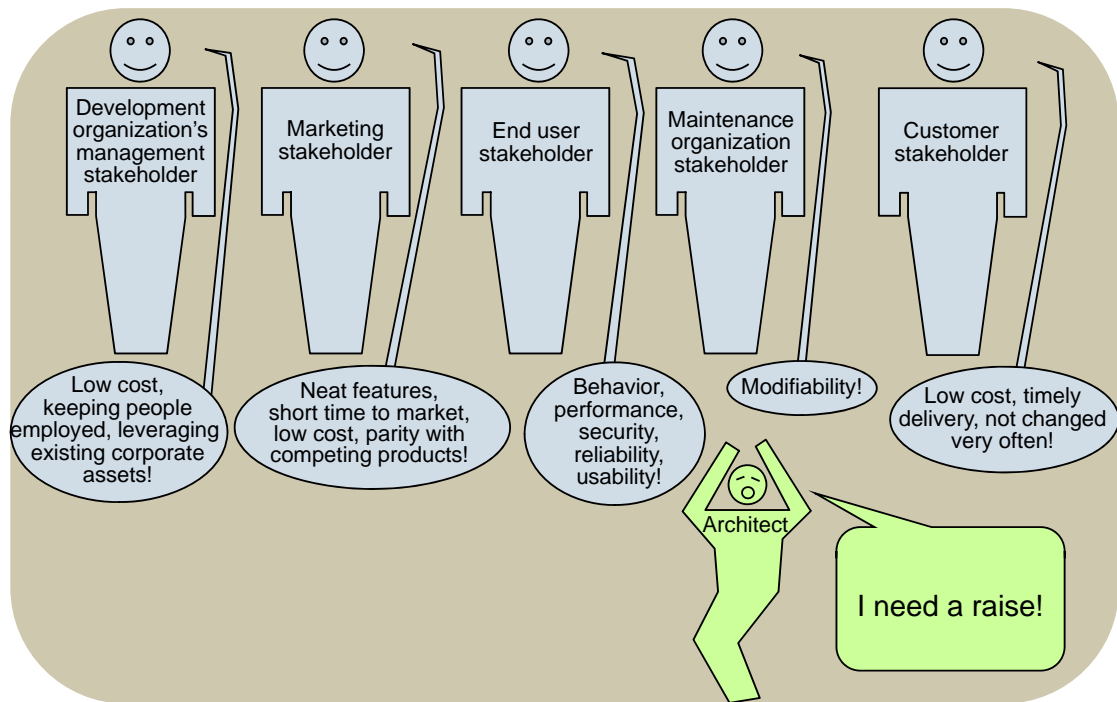 Development
organization's
management
stakeholder
Marketing
stakeholder
End user
stakeholder
Maintenance
organization
stakeholder
Customer
stakeholder
Low cost,
keeping people
employed, leveraging
existing corporate
assets!
Neat features,
short time to market,
low cost, parity with
competing products!
Behavior,
performance,
security,
reliability,
usability!
Modifiability!
Low cost, timely
delivery, not changed
very often!
Architect
I need a raise!